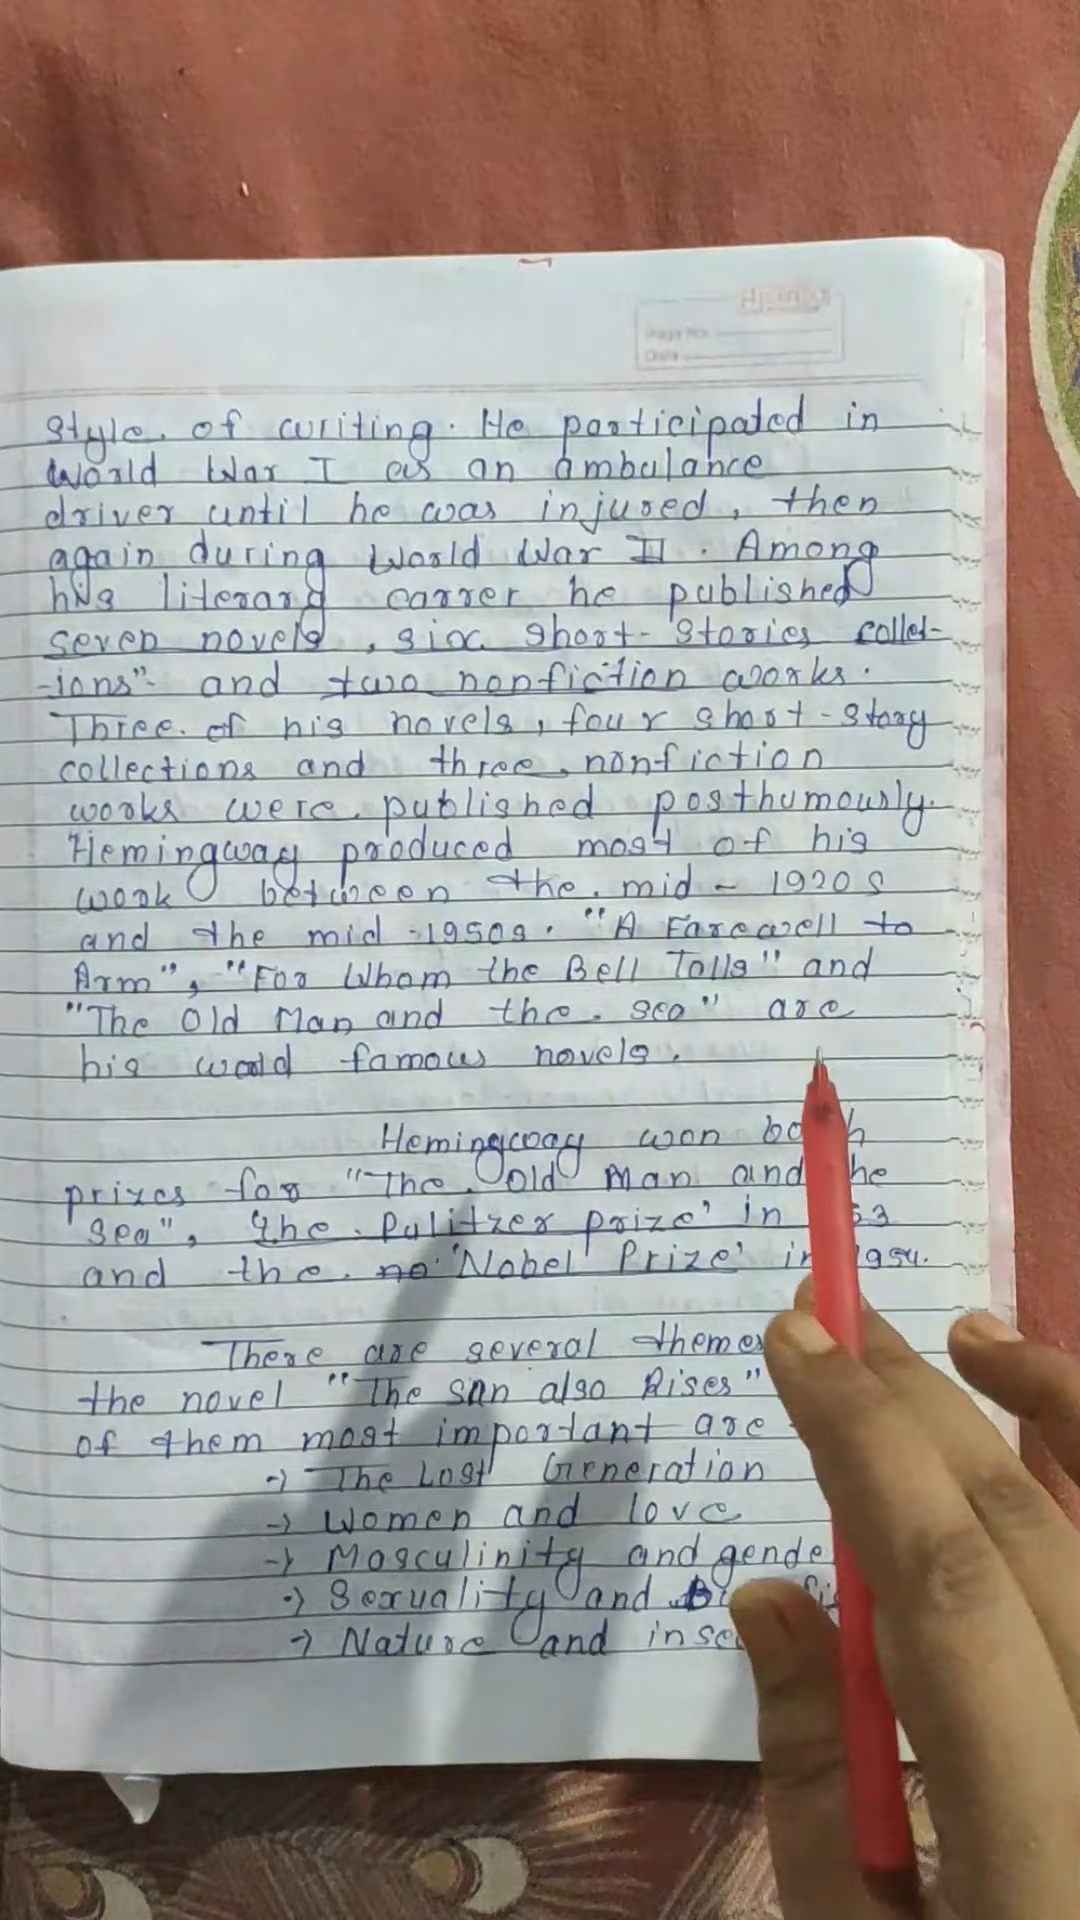 Page No.
Date
style of writing. He participated in
World War I as an ambulance
driver until he was injured, then
again during World War II. Among
his literary carrer he published
seven novels, six short-stories collet-
-ions" and two nonfiction works.
Three of his novels, four short-story
collections and three nonfiction
works were published posthumously.
Hemingway produced most of his
work between the mid-1920s
and the mid-1950s. "A Farewell to
Arm", "For Whom the Bell Tolls" and
"The Old Man and the sea" are
his world famous novels.
Hemingway won
prizes for "The Old Man and
Sea", the Pulitzer prize' in
and the no 'Nobel Prize' in
There are several themes
the novel "The sun also Rises"
of them most important are
→ The Lost Generation
→ Women and love
→ Masculinity and
→ Sexuality and
→ Nature and